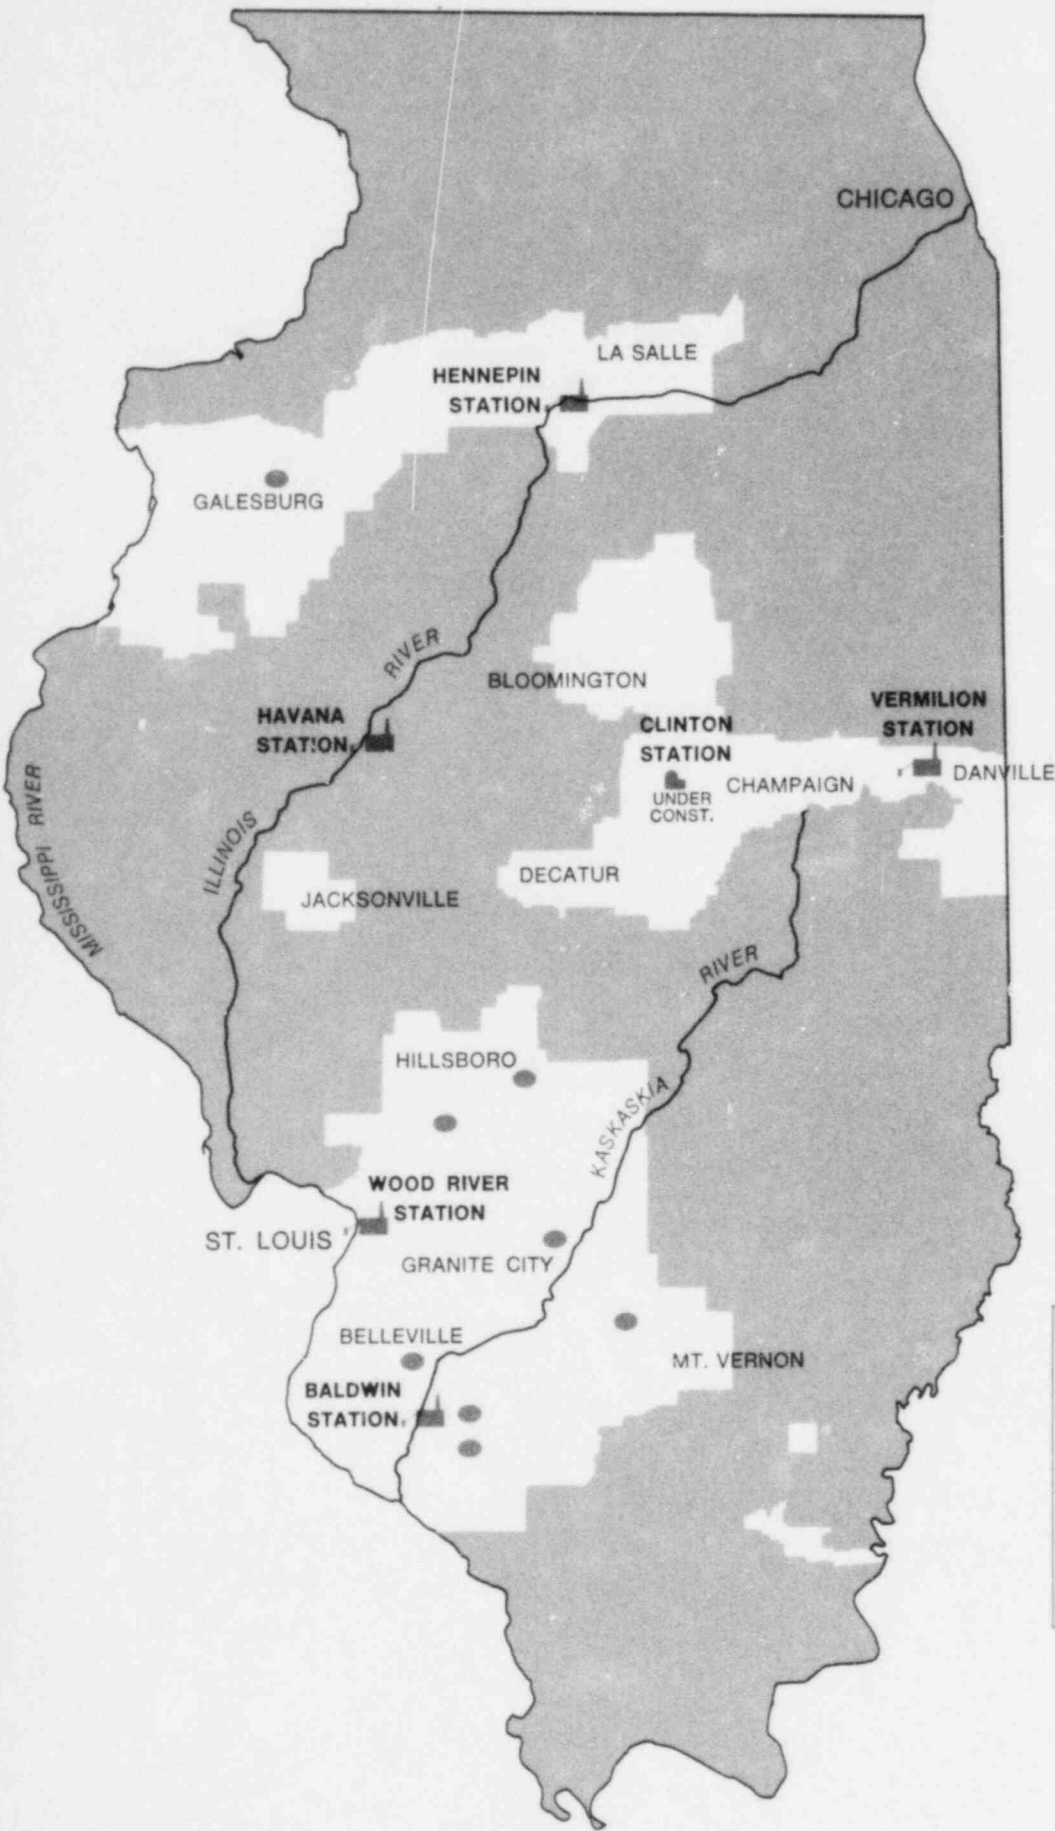 CHICAGO
LA SALLE
HENNEPIN
STATION
GALESBURG
RIVER
BLOOMINGTON
HAVANA
STATION
CLINTON
STATION
UNDER
CONST.
VERMILION
STATION
CHAMPAIGN
DANVILLE
MISSISSIPPI RIVER
ILLINOIS
JACKSONVILLE
DECATUR
RIVER
HILLSBORO
KASKASKIA
WOOD RIVER
STATION
ST. LOUIS
GRANITE CITY
BELLEVILLE
MT. VERNON
BALDWIN
STATION